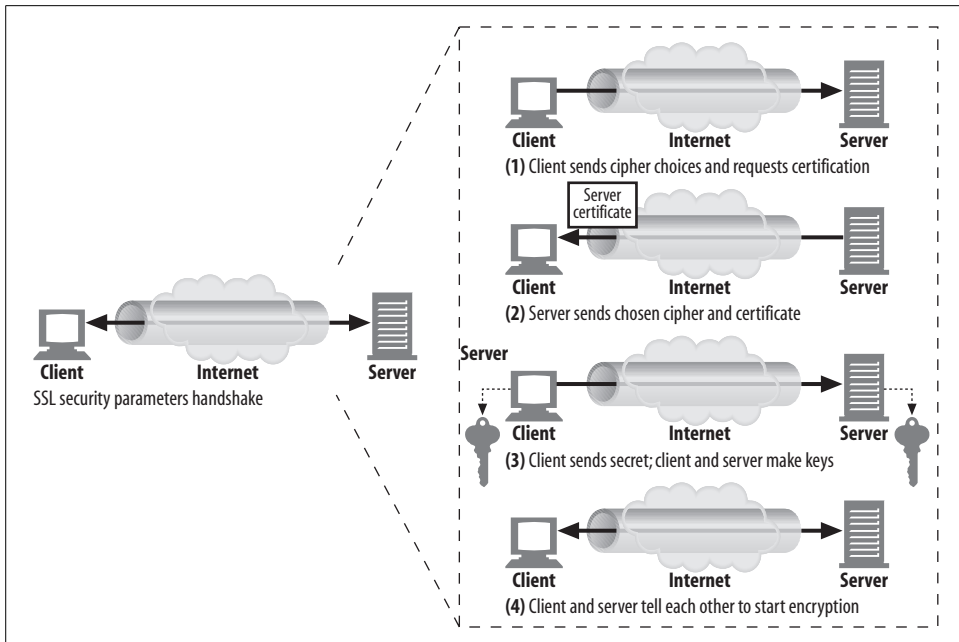 Client Internet Server
SSL security parameters handshake
Client Internet Server
(1) Client sends cipher choices and requests certification
Server
certificate
Client Internet Server
(2) Server sends chosen cipher and certificate
Server
Client Internet Server
(3) Client sends secret; client and server make keys
Client Internet Server
(4) Client and server tell each other to start encryption